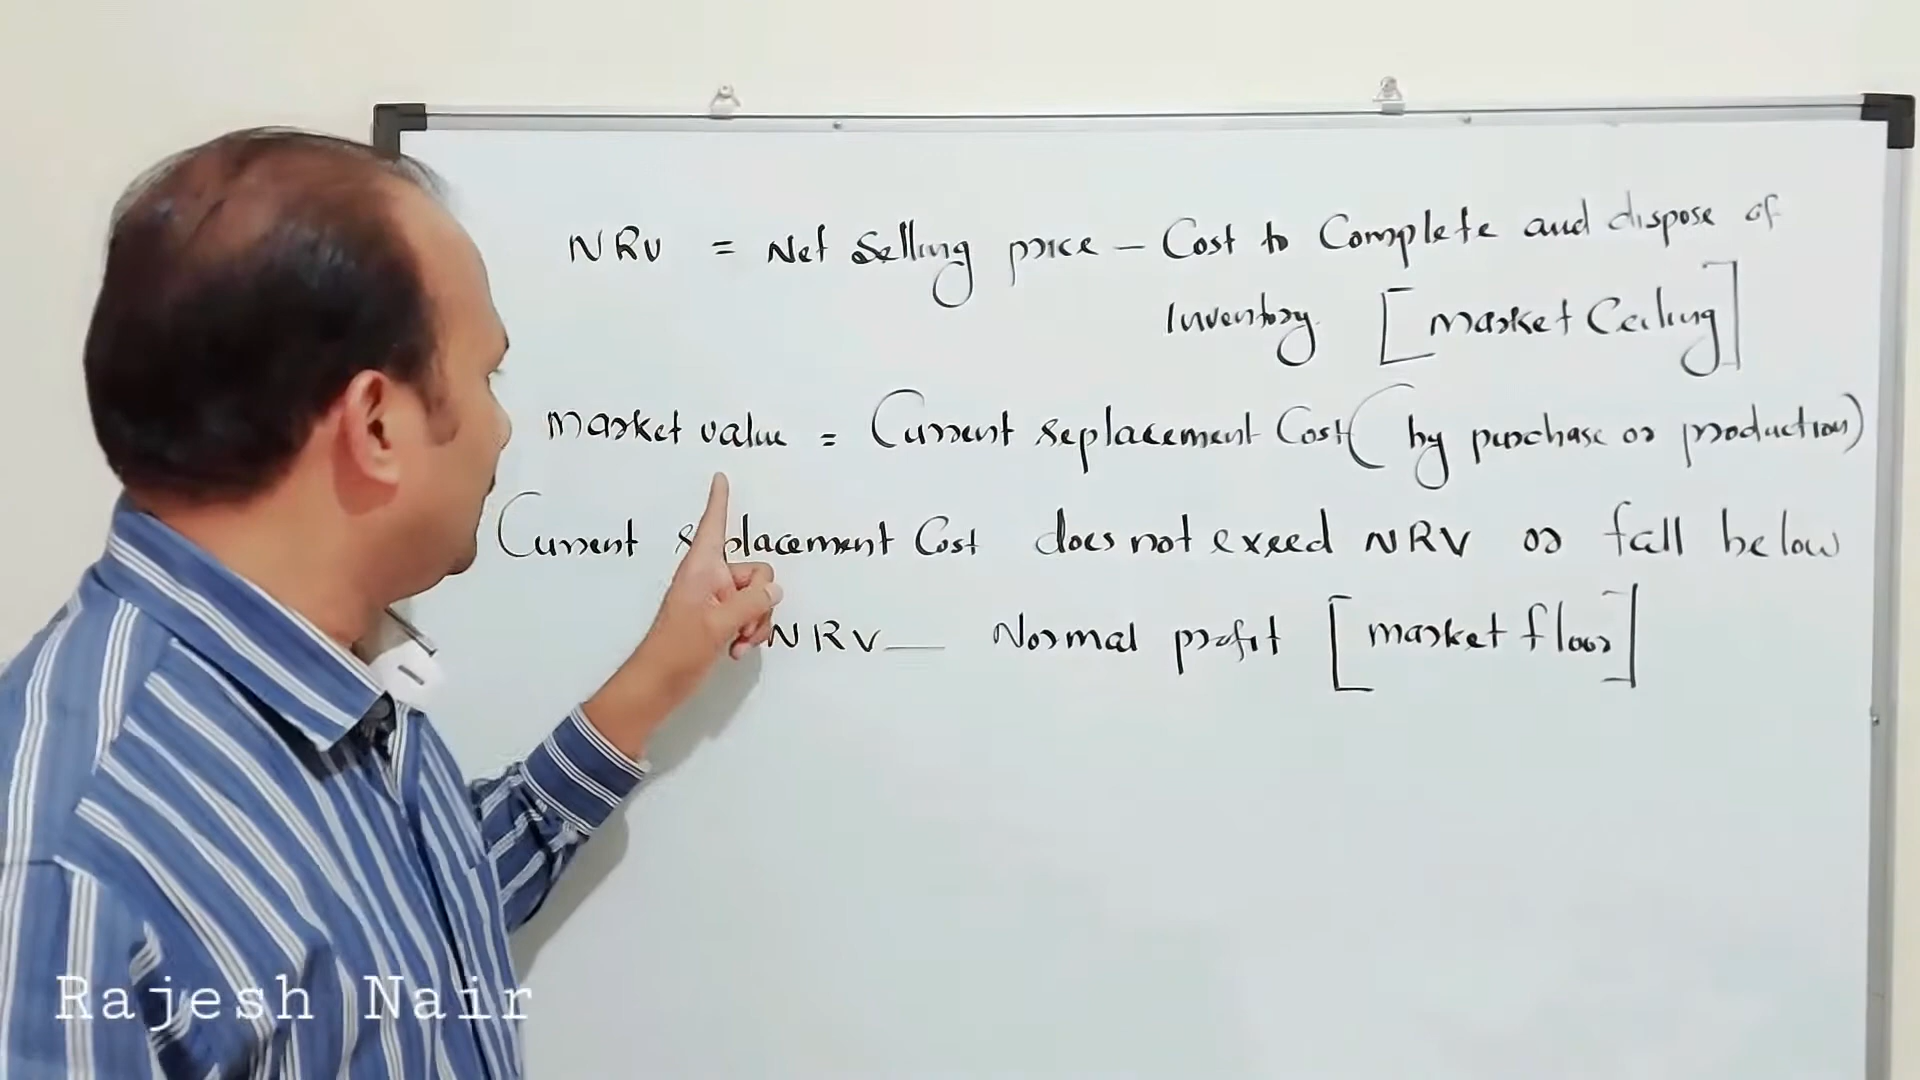 NRV = Net Selling price – Cost to Complete and dispose of
Inventory [market Ceiling]
market value = Current replacement Cost (by purchase or production)
Current replacement Cost does not exeed NRV or fall below
NRV — Normal profit [market floor]
Rajesh Nair